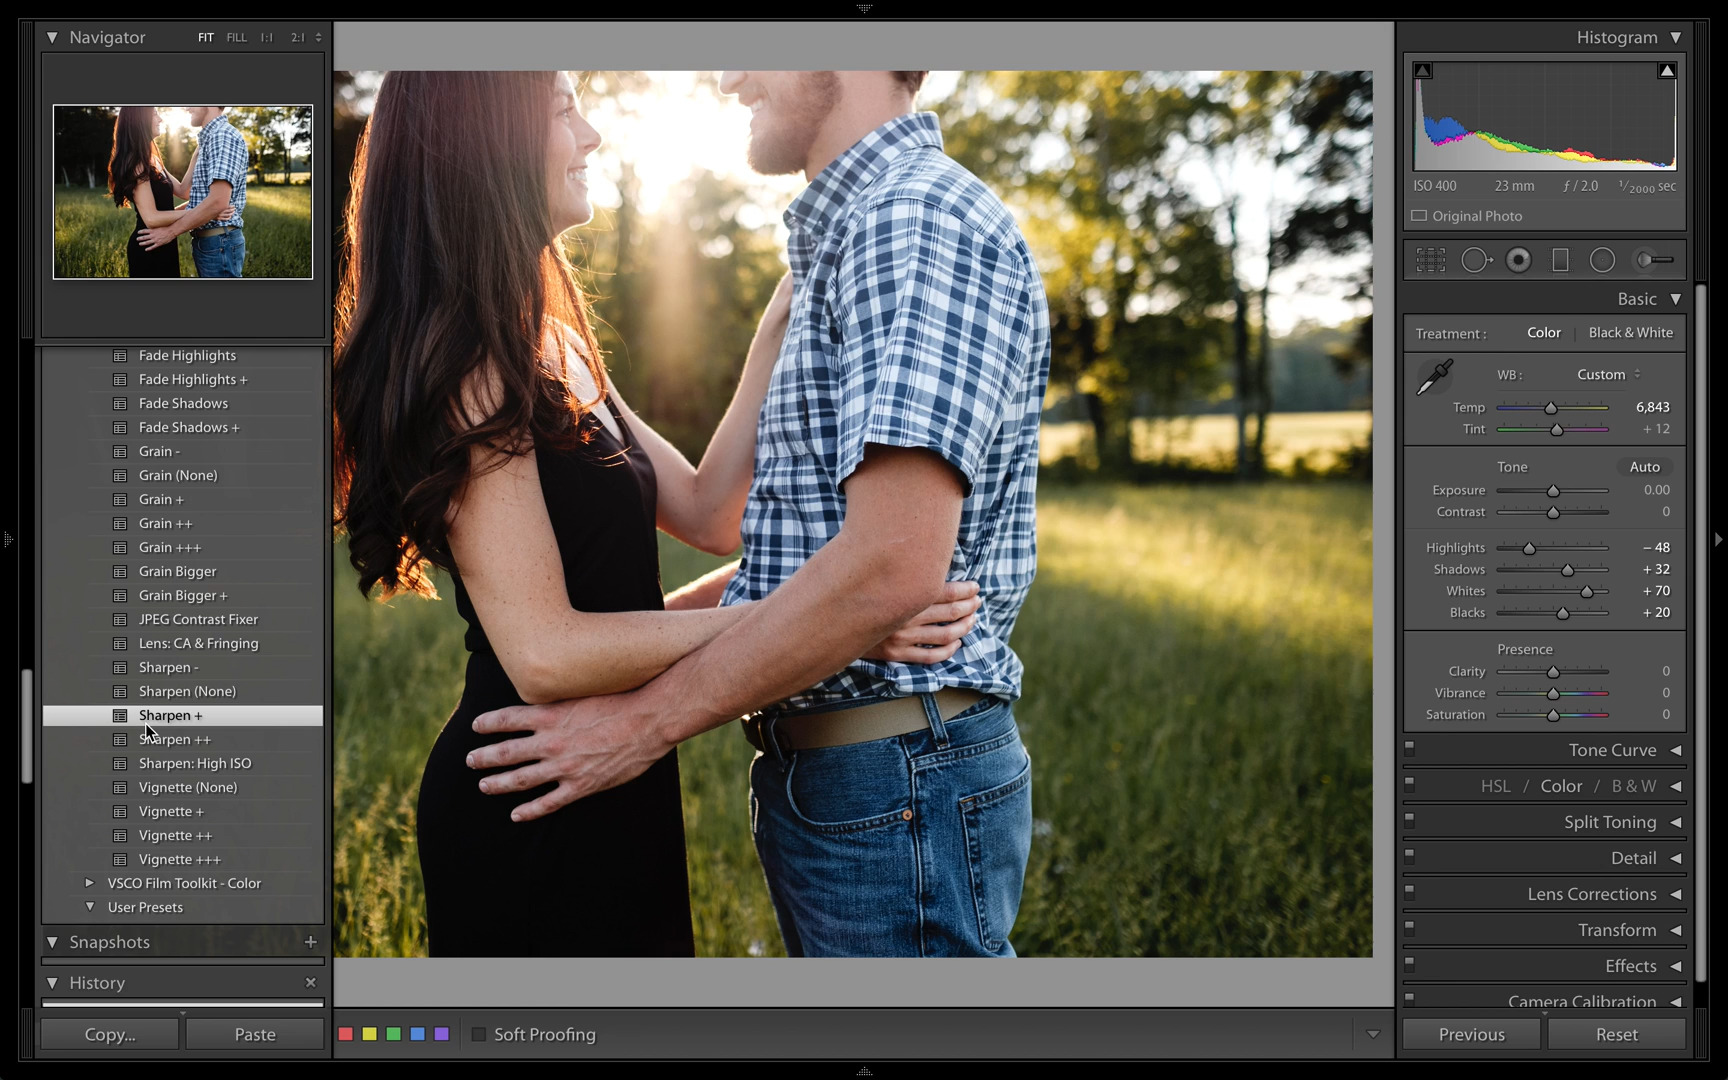 Navigator FIT FILL 1:1 2:1
Fade Highlights
Fade Highlights +
Fade Shadows
Fade Shadows +
Grain -
Grain (None)
Grain +
Grain ++
Grain +++
Grain Bigger
Grain Bigger +
JPEG Contrast Fixer
Lens: CA & Fringing
Sharpen -
Sharpen (None)
Sharpen +
Sharpen ++
Sharpen: High ISO
Vignette (None)
Vignette +
Vignette ++
Vignette +++
VSCO Film Toolkit - Color
User Presets
Snapshots +
History ×
Copy... Paste
Soft Proofing
Histogram
ISO 400 23 mm ƒ / 2.0 1/2000 sec
Original Photo
Basic
Treatment : Color | Black & White
WB : Custom
Temp 6,843
Tint + 12
Tone Auto
Exposure 0.00
Contrast 0
Highlights − 48
Shadows + 32
Whites + 70
Blacks + 20
Presence
Clarity 0
Vibrance 0
Saturation 0
Tone Curve
HSL / Color / B & W
Split Toning
Detail
Lens Corrections
Transform
Effects
Camera Calibration
Previous Reset